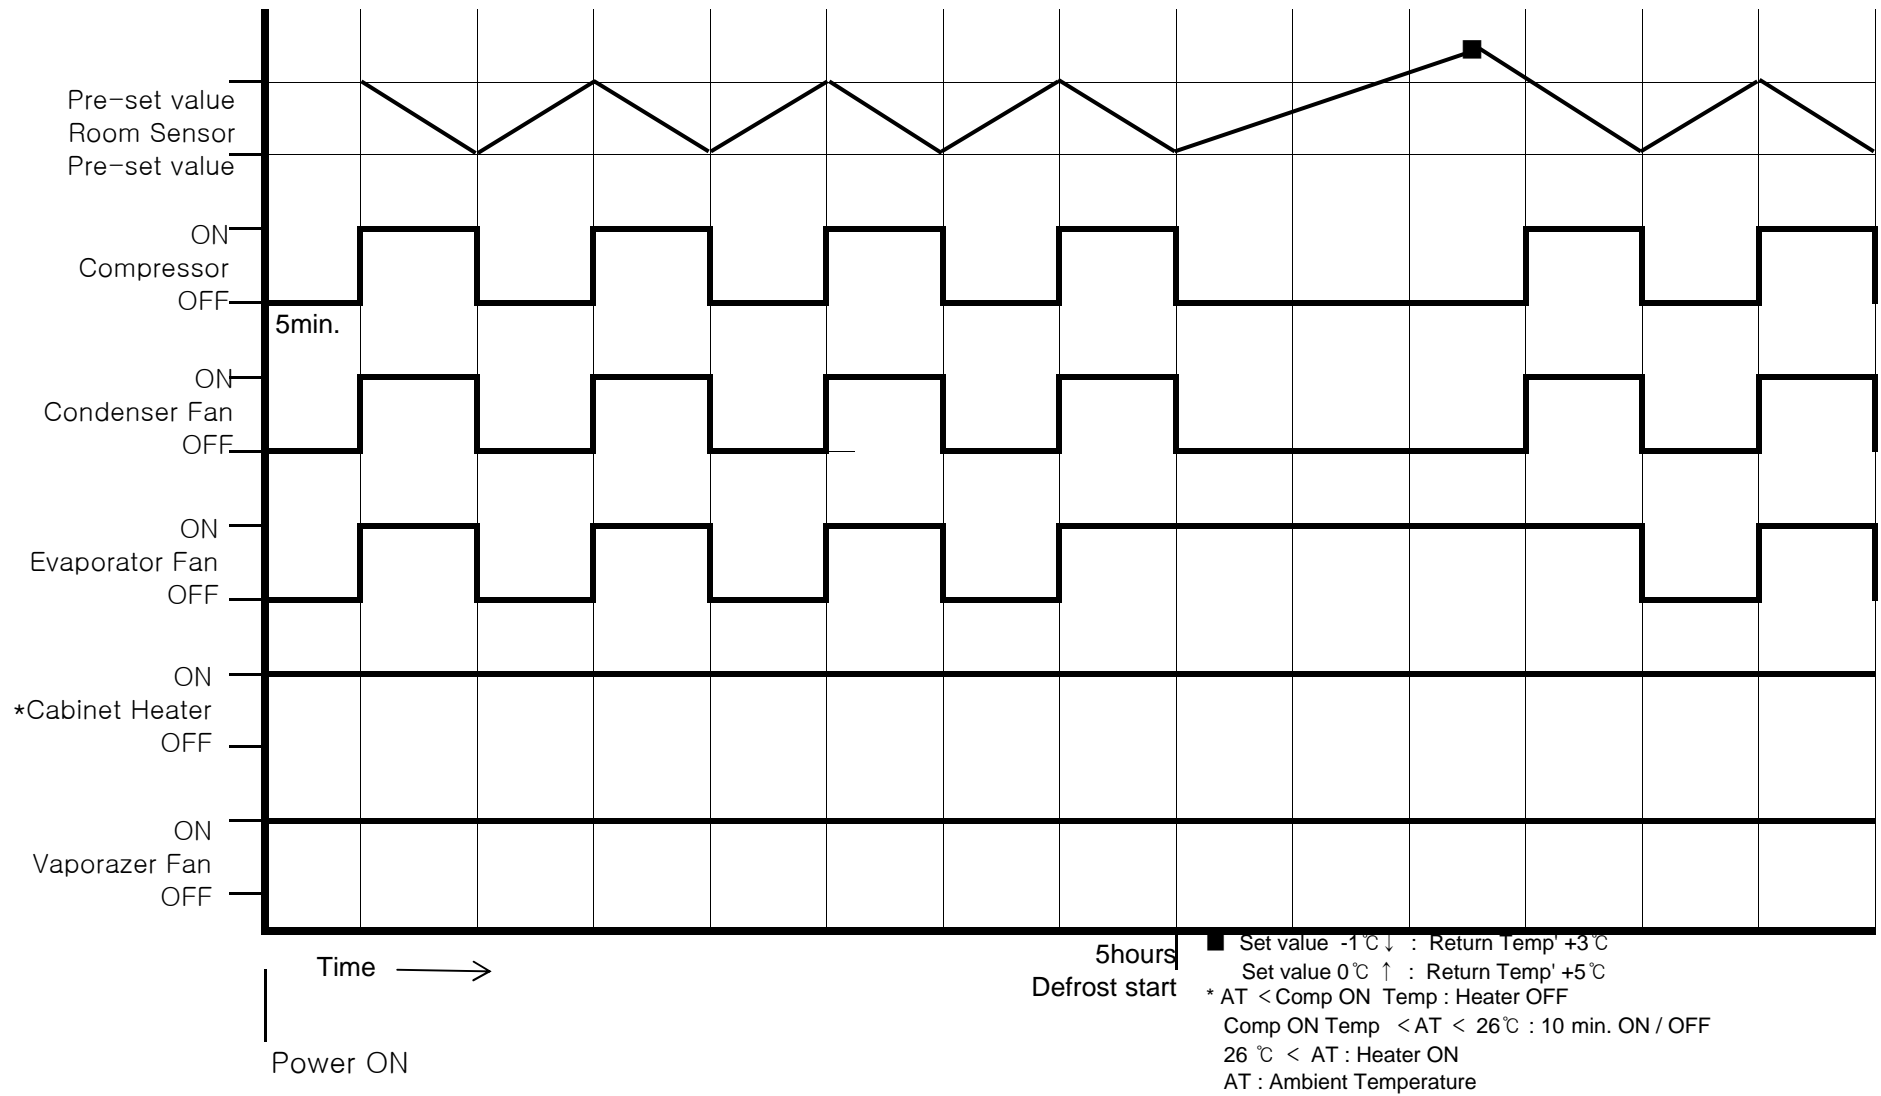 Pre-set value
Room Sensor
Pre-set value
ON
Compressor
OFF
5min.
ON
Condenser Fan
OFF
ON
Evaporator Fan
OFF
ON
*Cabinet Heater
OFF
ON
Vaporazer Fan
OFF
Time
5hours
Defrost start
Power ON
■ Set value -1℃↓ : Return Temp' +3℃
Set value 0℃ ↑ : Return Temp' +5℃
* AT < Comp ON Temp : Heater OFF
Comp ON Temp < AT < 26℃ : 10 min. ON / OFF
26 ℃ < AT : Heater ON
AT : Ambient Temperature